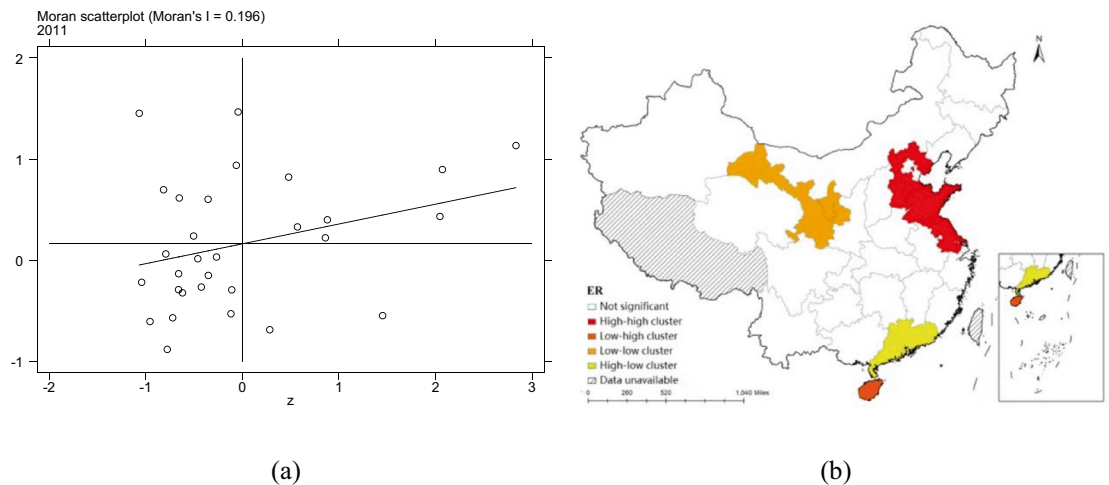 Moran scatterplot (Moran's I = 0.196)
2011
2
1
0
-1
-2 -1 0 1 2 3
z
(a)
N
ER
Not significant
High-high cluster
Low-high cluster
Low-low cluster
High-low cluster
Data unavailable
0 260 520 1,040 Miles
(b)